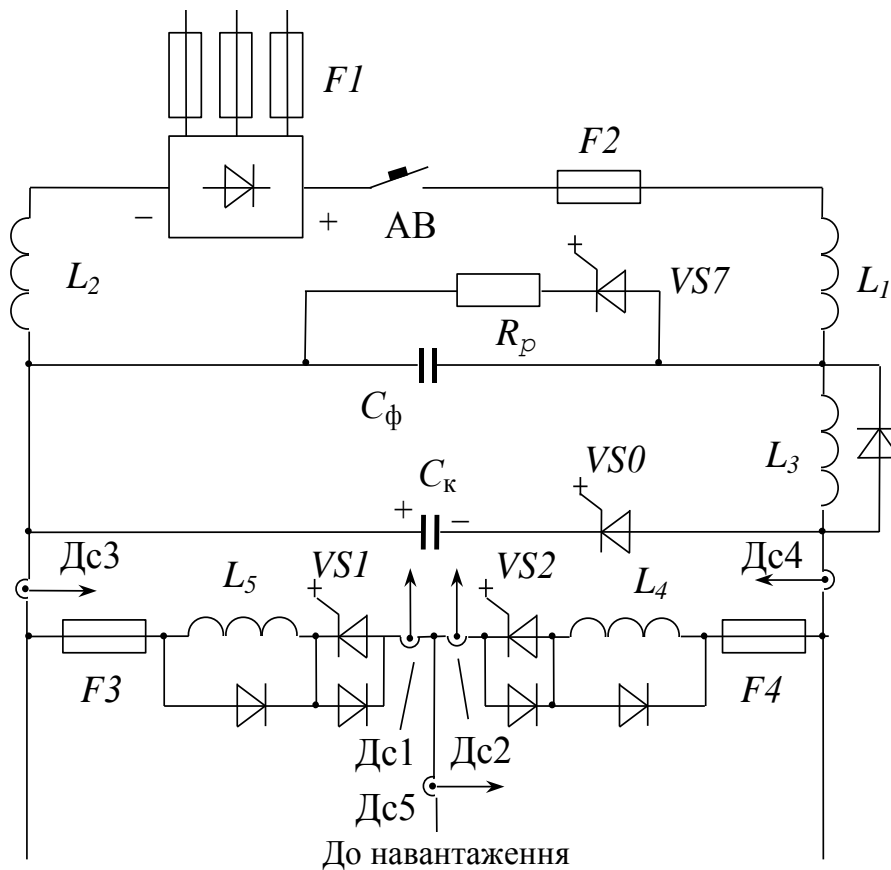 F1
F2
− +
АВ
L2
+
VS7
L1
Rр
Cф
L3
Cк
VS0
+
+ −
Дс3
L5
VS1
+
VS2
+
L4
Дс4
F3
F4
Дс1
Дс2
Дс5
До навантаження